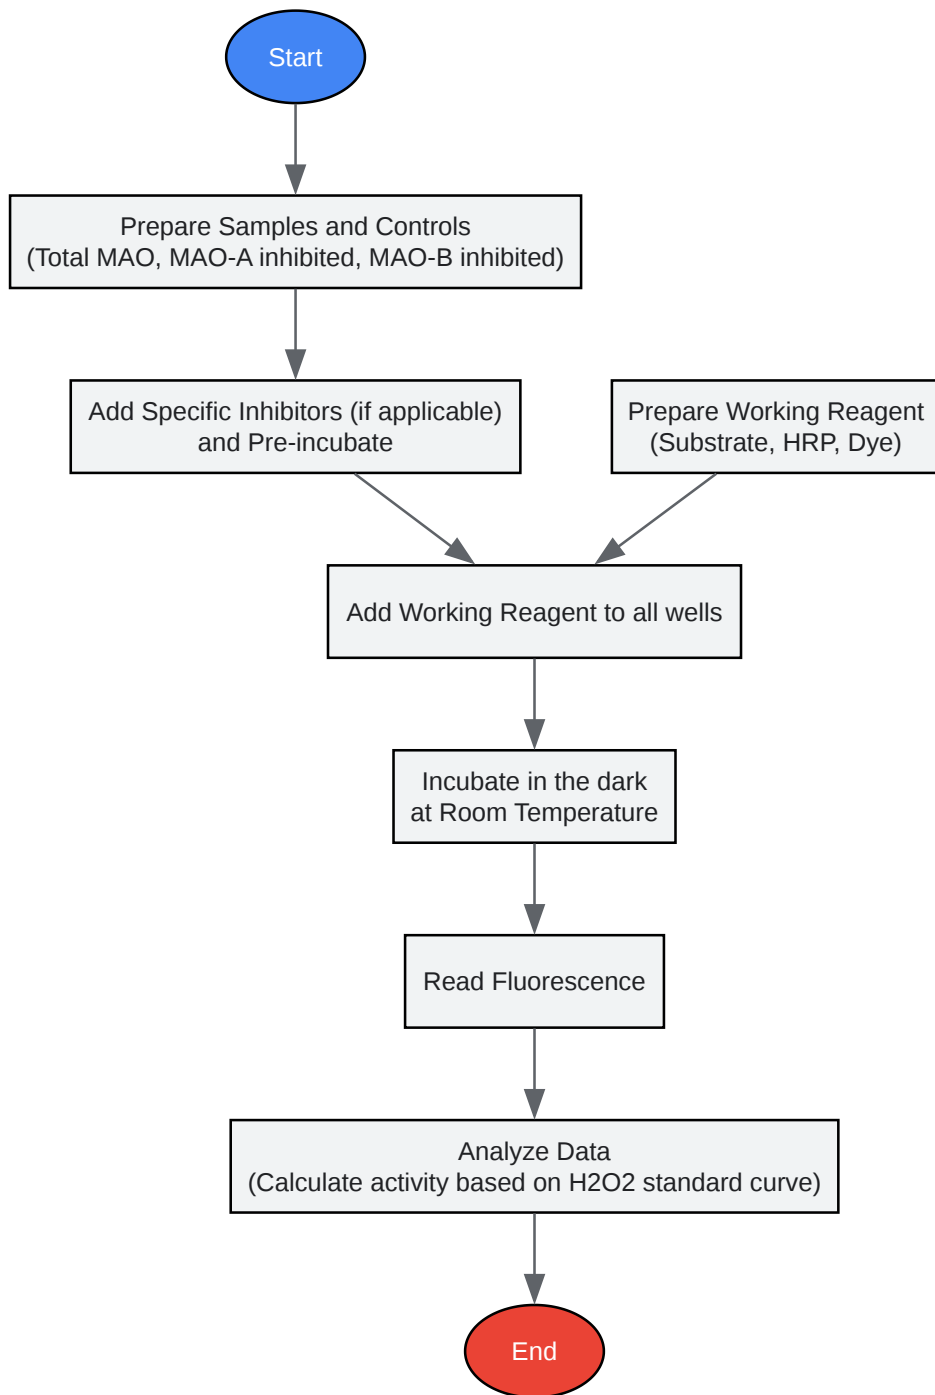 Start
Prepare Samples and Controls
(Total MAO, MAO-A inhibited, MAO-B inhibited)
Add Specific Inhibitors (if applicable)
and Pre-incubate
Prepare Working Reagent
(Substrate, HRP, Dye)
Add Working Reagent to all wells
Incubate in the dark
at Room Temperature
Read Fluorescence
Analyze Data
(Calculate activity based on H2O2 standard curve)
End